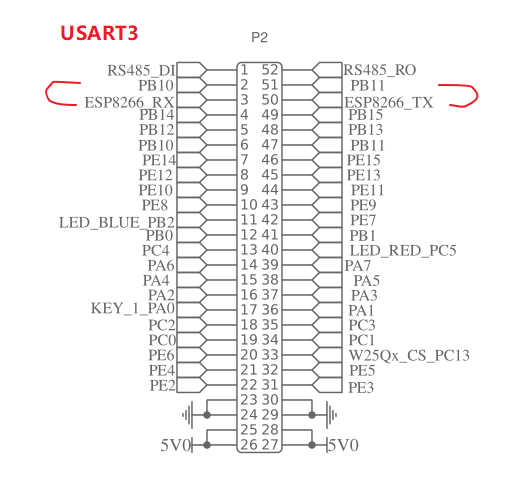 USART3
P2
RS485_DI 1 52 RS485_RO
PB10 2 51 PB11
ESP8266_RX 3 50 ESP8266_TX
PB14 4 49 PB15
PB12 5 48 PB13
PB10 6 47 PB11
PE14 7 46 PE15
PE12 8 45 PE13
PE10 9 44 PE11
PE8 10 43 PE9
LED_BLUE_PB2 11 42 PE7
PB0 12 41 PB1
PC4 13 40 LED_RED_PC5
PA6 14 39 PA7
PA4 15 38 PA5
PA2 16 37 PA3
KEY_1_PA0 17 36 PA1
PC2 18 35 PC3
PC0 19 34 PC1
PE6 20 33 W25Qx_CS_PC13
PE4 21 32 PE5
PE2 22 31 PE3
23 30
24 29
25 28
5V0 26 27 5V0